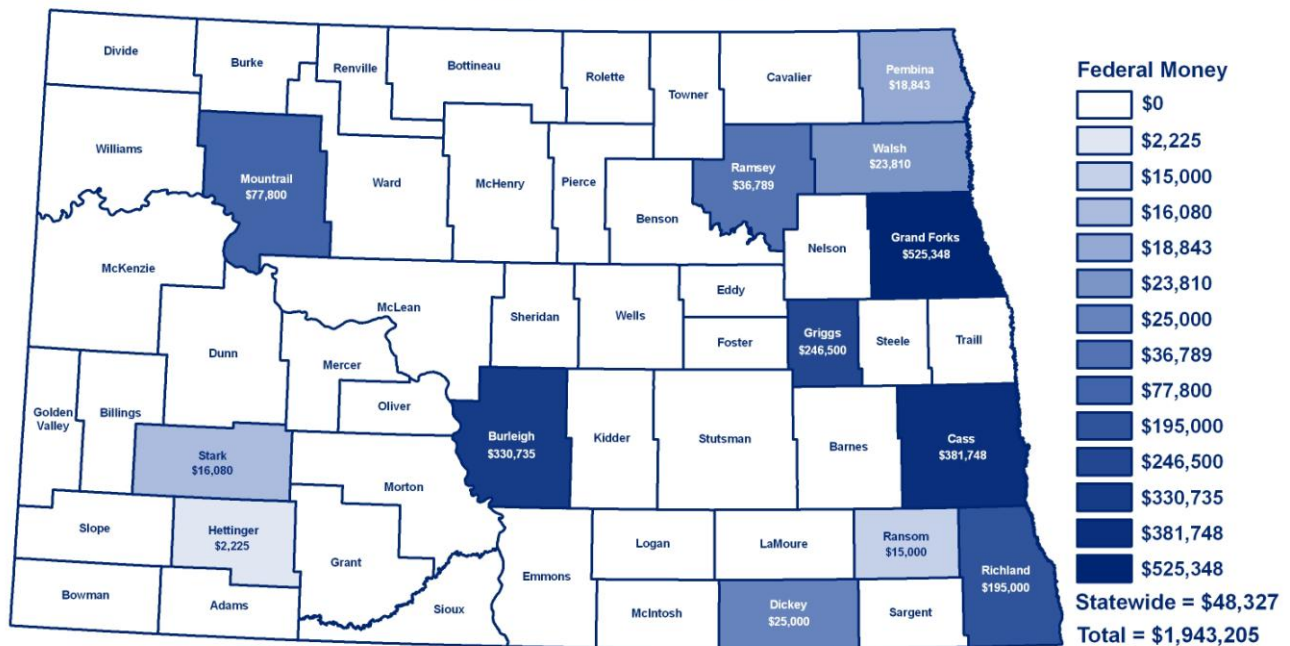 Divide
Burke
Renville
Bottineau
Rolette
Towner
Cavalier
Pembina
$18,843
Williams
Mountrail
$77,800
Ward
McHenry
Pierce
Benson
Ramsey
$36,789
Walsh
$23,810
Nelson
Grand Forks
$525,348
McKenzie
Dunn
McLean
Mercer
Oliver
Sheridan
Wells
Eddy
Foster
Griggs
$246,500
Steele
Traill
Golden
Valley
Billings
Stark
$16,080
Morton
Burleigh
$330,735
Kidder
Stutsman
Barnes
Cass
$381,748
Slope
Hettinger
$2,225
Grant
Bowman
Adams
Sioux
Emmons
Logan
LaMoure
Ransom
$15,000
Richland
$195,000
McIntosh
Dickey
$25,000
Sargent
Federal Money
$0
$2,225
$15,000
$16,080
$18,843
$23,810
$25,000
$36,789
$77,800
$195,000
$246,500
$330,735
$381,748
$525,348
Statewide = $48,327
Total = $1,943,205